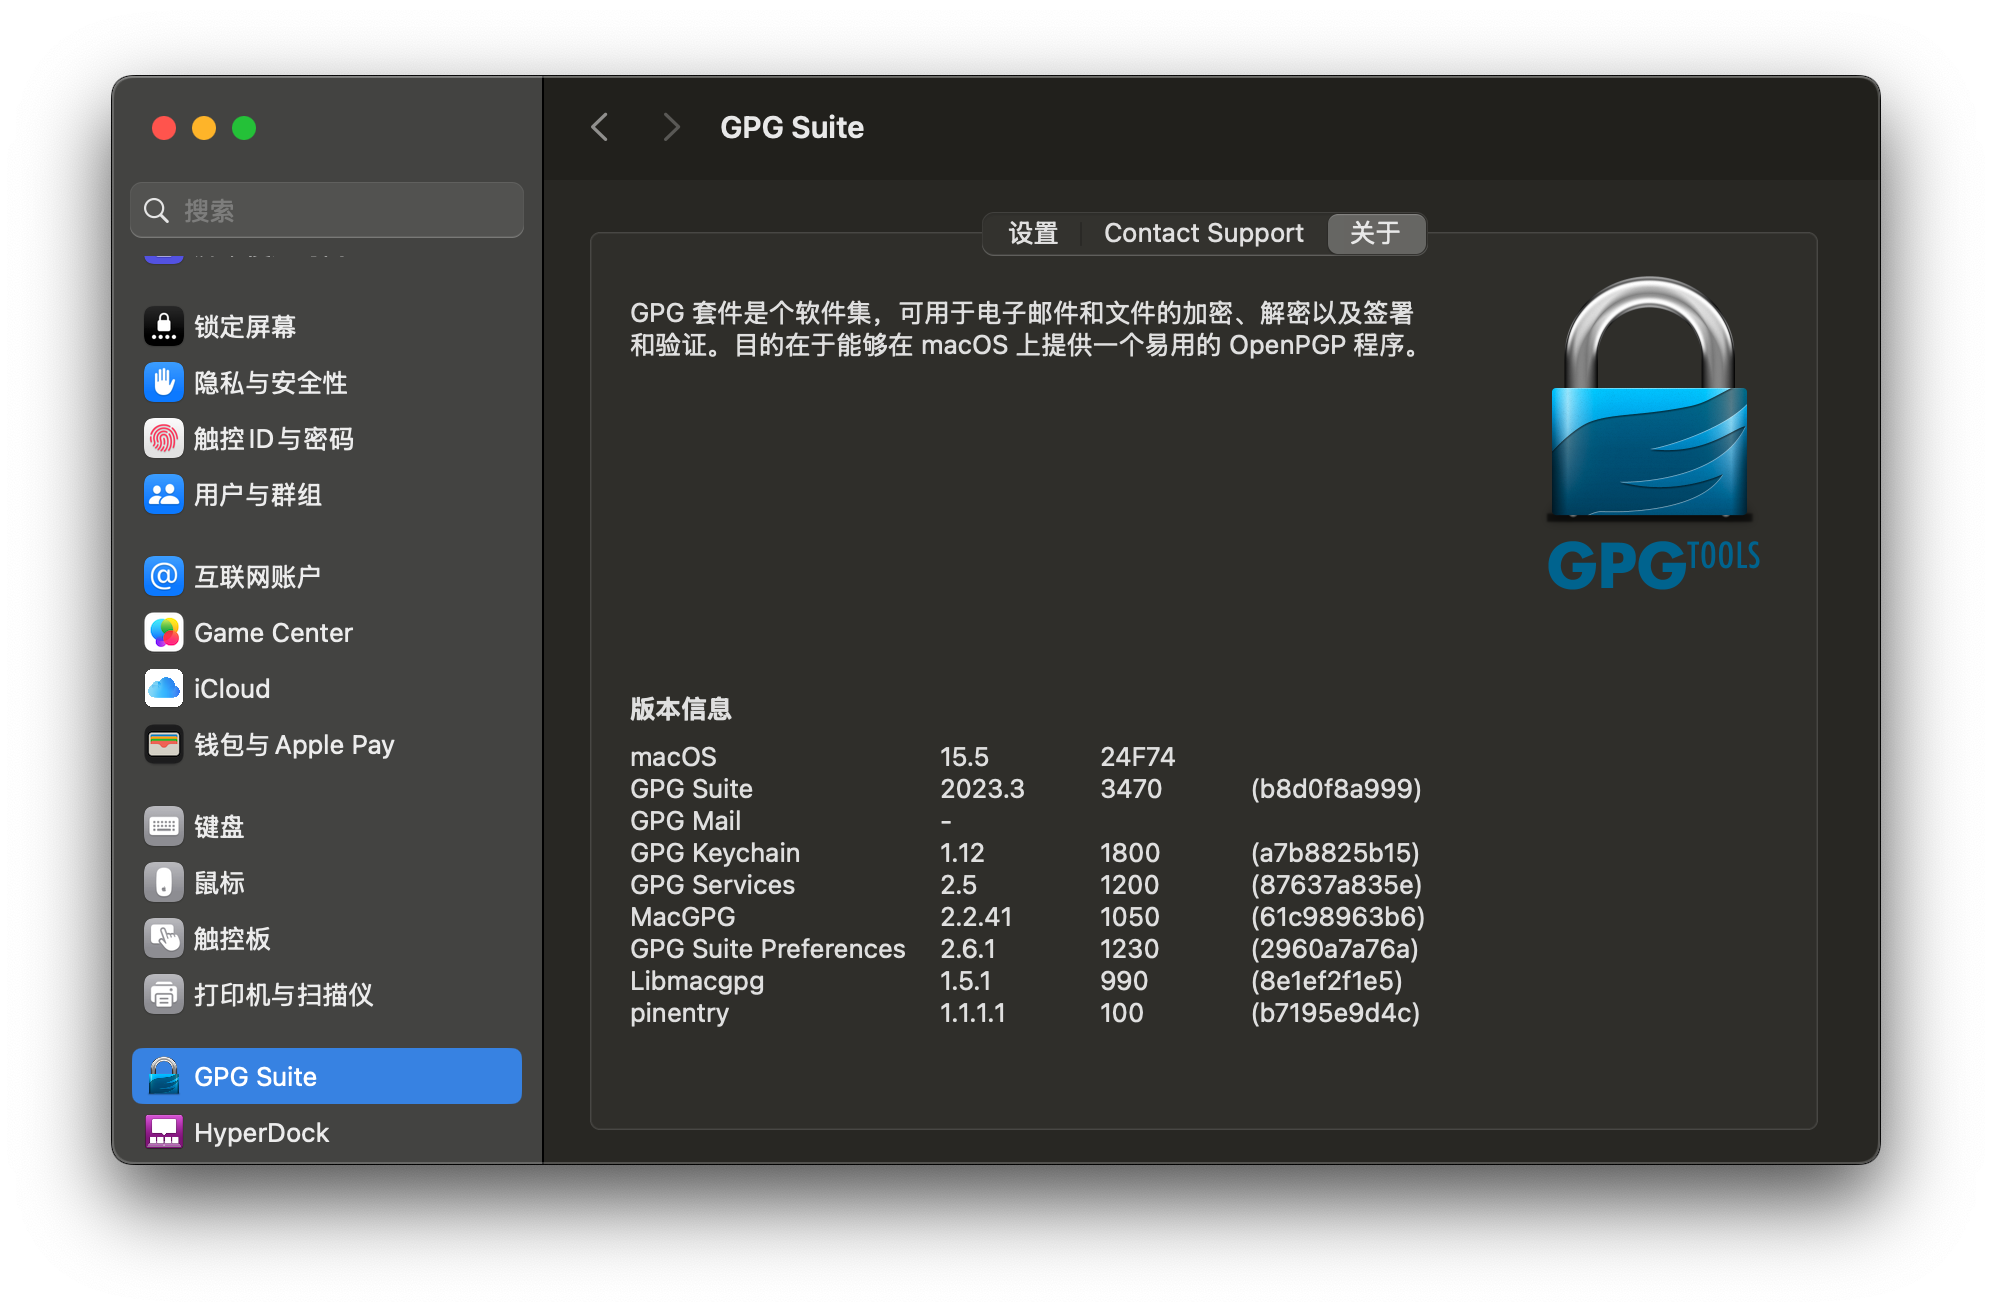 搜索
锁定屏幕
隐私与安全性
触控 ID 与密码
用户与群组
互联网账户
Game Center
iCloud
钱包与 Apple Pay
键盘
鼠标
触控板
打印机与扫描仪
GPG Suite
HyperDock
GPG Suite
设置 Contact Support 关于
GPG 套件是个软件集，可用于电子邮件和文件的加密、解密以及签署
和验证。目的在于能够在 macOS 上提供一个易用的 OpenPGP 程序。
GPGTOOLS
版本信息
macOS 15.5 24F74
GPG Suite 2023.3 3470 (b8d0f8a999)
GPG Mail -
GPG Keychain 1.12 1800 (a7b8825b15)
GPG Services 2.5 1200 (87637a835e)
MacGPG 2.2.41 1050 (61c98963b6)
GPG Suite Preferences 2.6.1 1230 (2960a7a76a)
Libmacgpg 1.5.1 990 (8e1ef2f1e5)
pinentry 1.1.1.1 100 (b7195e9d4c)